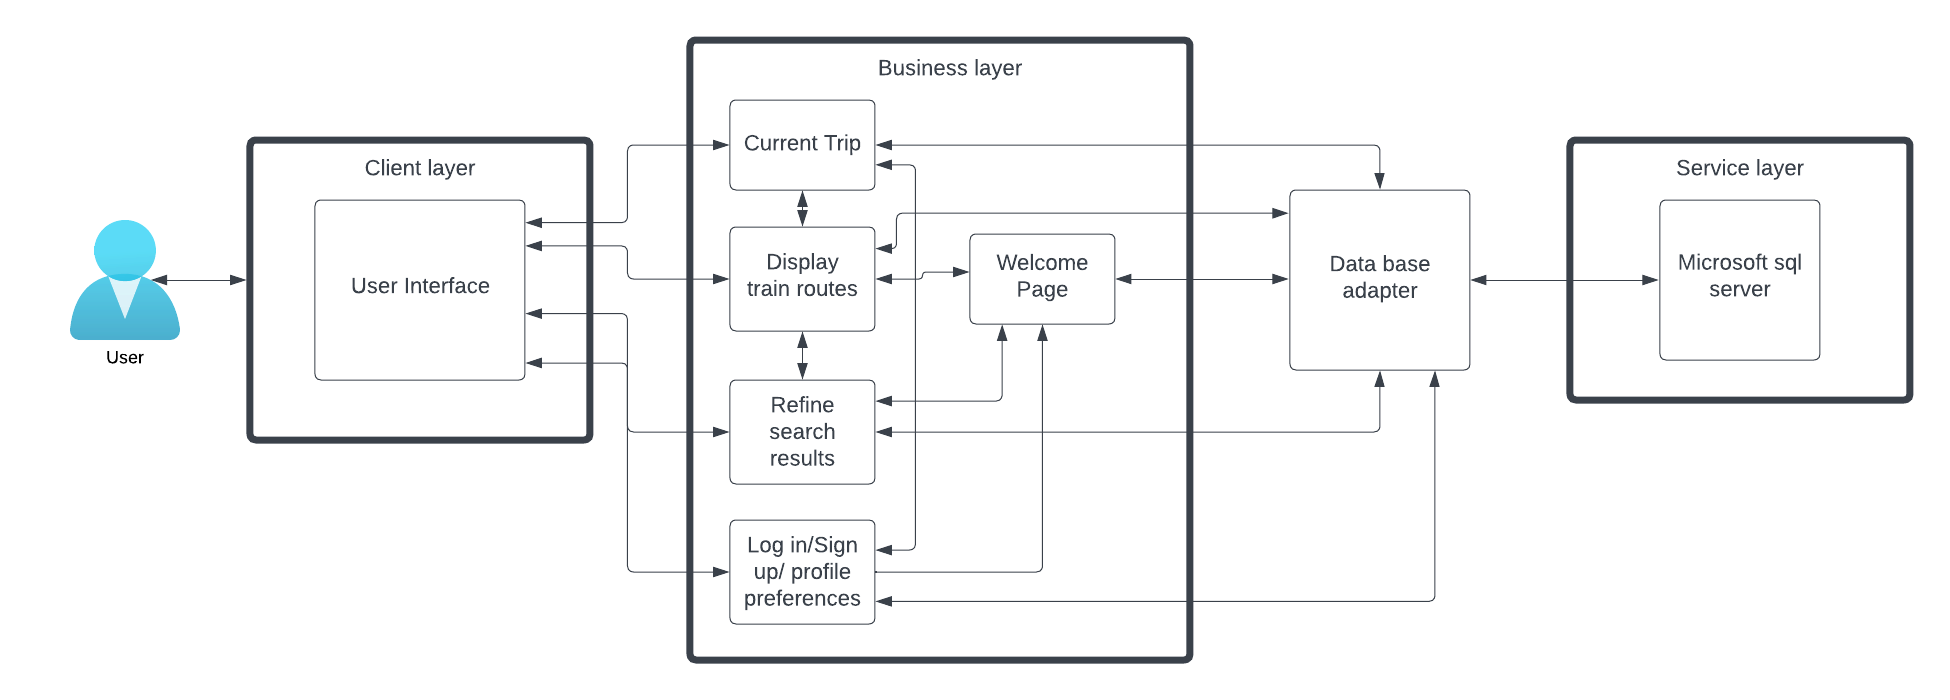 Business layer
Client layer
Service layer
Current Trip
User Interface
User
Display
train routes
Welcome
Page
Data base
adapter
Microsoft sql
server
Refine
search
results
Log in/Sign
up/ profile
preferences